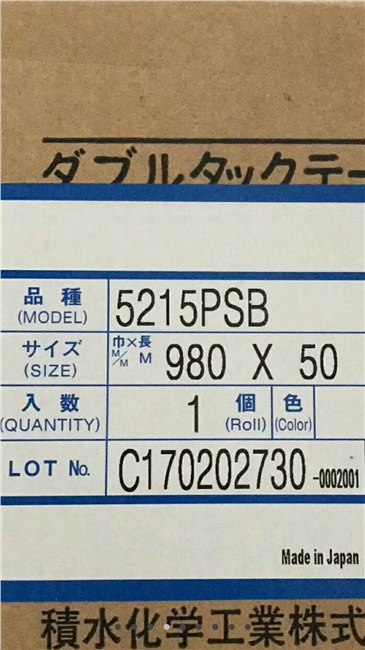 ダブルタックテー
品種 5215PSB
(MODEL)
サイズ 巾×長 980 X 50
(SIZE) M/M M
入数 1 個 色
(QUANTITY) (Roll) (Color)
LOT No. C170202730-0002001
Made in Japan
積水化学工業株式